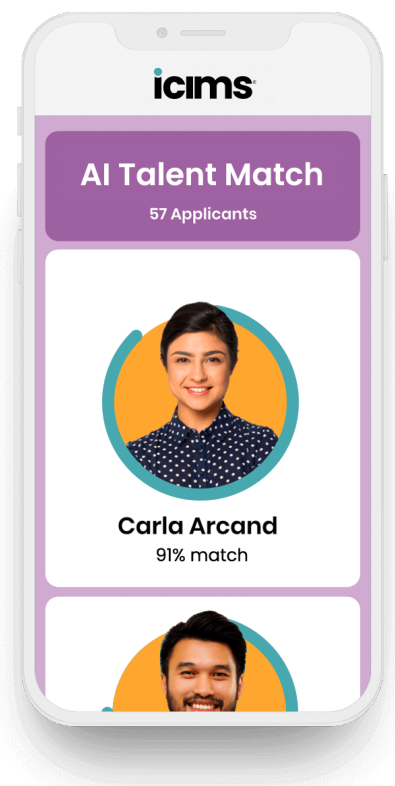 icims®
AI Talent Match
57 Applicants
Carla Arcand
91% match